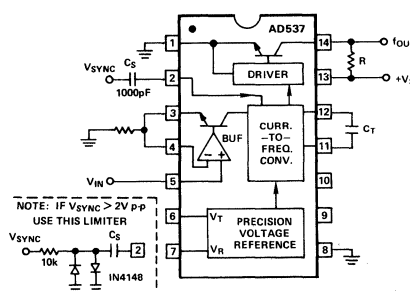 AD537
1
14
fOU
VSYNC
CS
1000pF
2
DRIVER
R
13
+VS
3
BUF
CURR.
-TO-
FREQ.
CONV.
12
CT
4
- +
11
VIN
5
10
NOTE: IF VSYNC > 2V p-p
USE THIS LIMITER
VSYNC
CS
2
10k
IN4148
6
VT
PRECISION
VOLTAGE
REFERENCE
9
7
VR
8